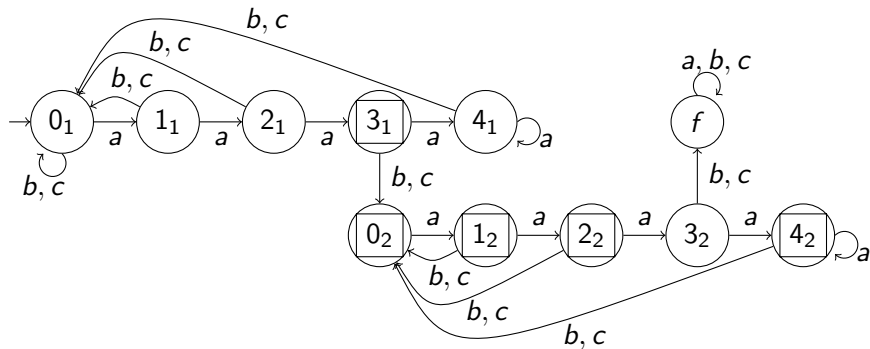 b, c
b, c
b, c
a, b, c
0₁ 1₁ 2₁ 3₁ 4₁ f
a a a a a
b, c
b, c b, c
0₂ 1₂ 2₂ 3₂ 4₂
a a a a a
b, c
b, c
b, c